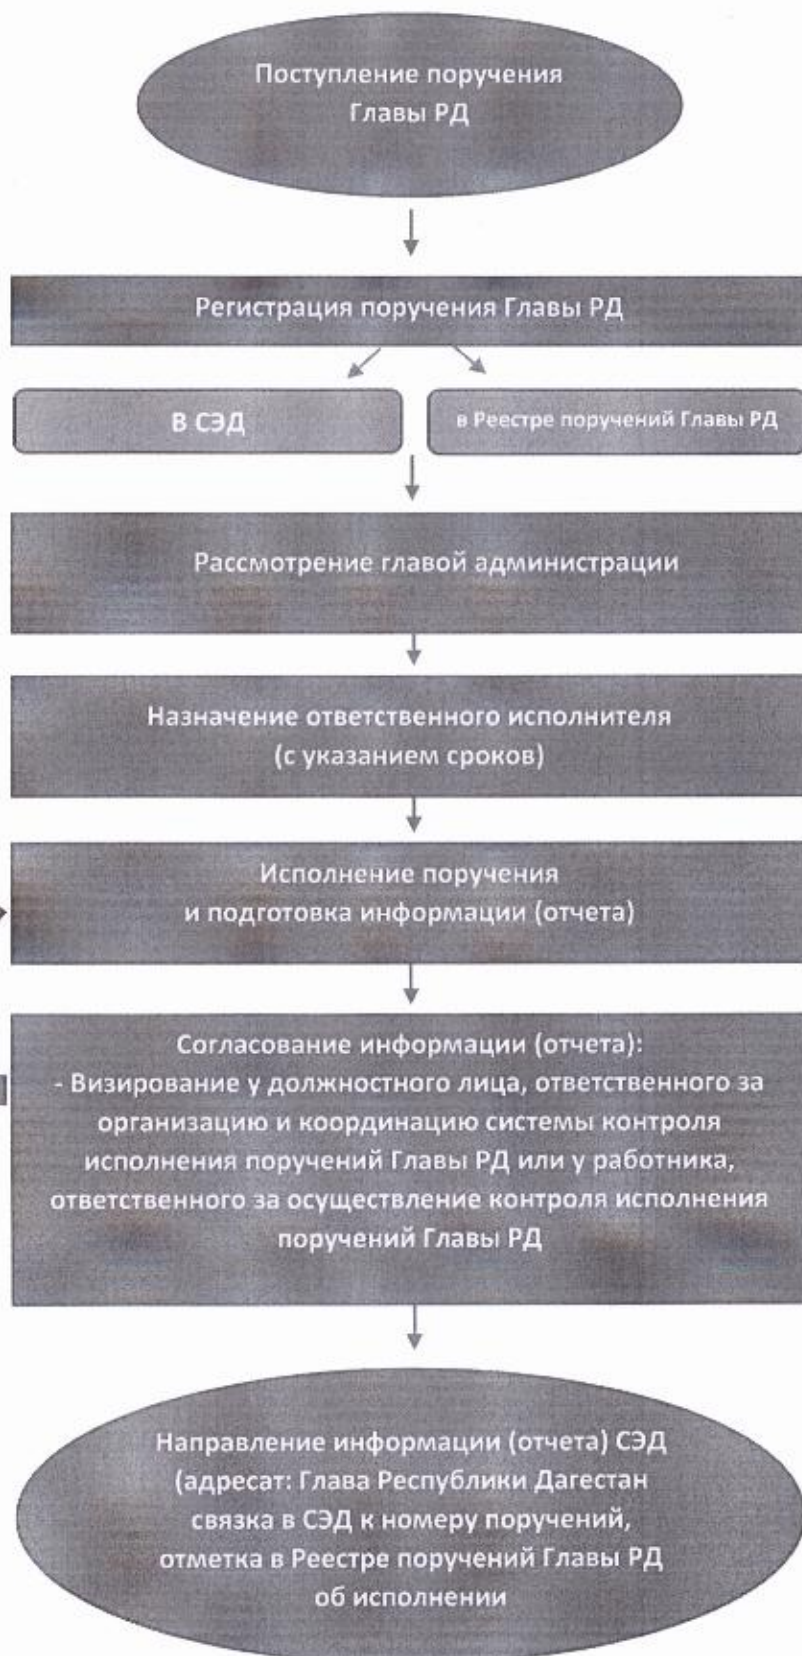 Поступление поручения
Главы РД
Регистрация поручения Главы РД
В СЭД
в Реестре поручений Главы РД
Рассмотрение главой администрации
Назначение ответственного исполнителя
(с указанием сроков)
Исполнение поручения
и подготовка информации (отчета)
Согласование информации (отчета):
- Визирование у должностного лица, ответственного за
организацию и координацию системы контроля
исполнения поручений Главы РД или у работника,
ответственного за осуществление контроля исполнения
поручений Главы РД
Направление информации (отчета) СЭД
(адресат: Глава Республики Дагестан
связка в СЭД к номеру поручений,
отметка в Реестре поручений Главы РД
об исполнении